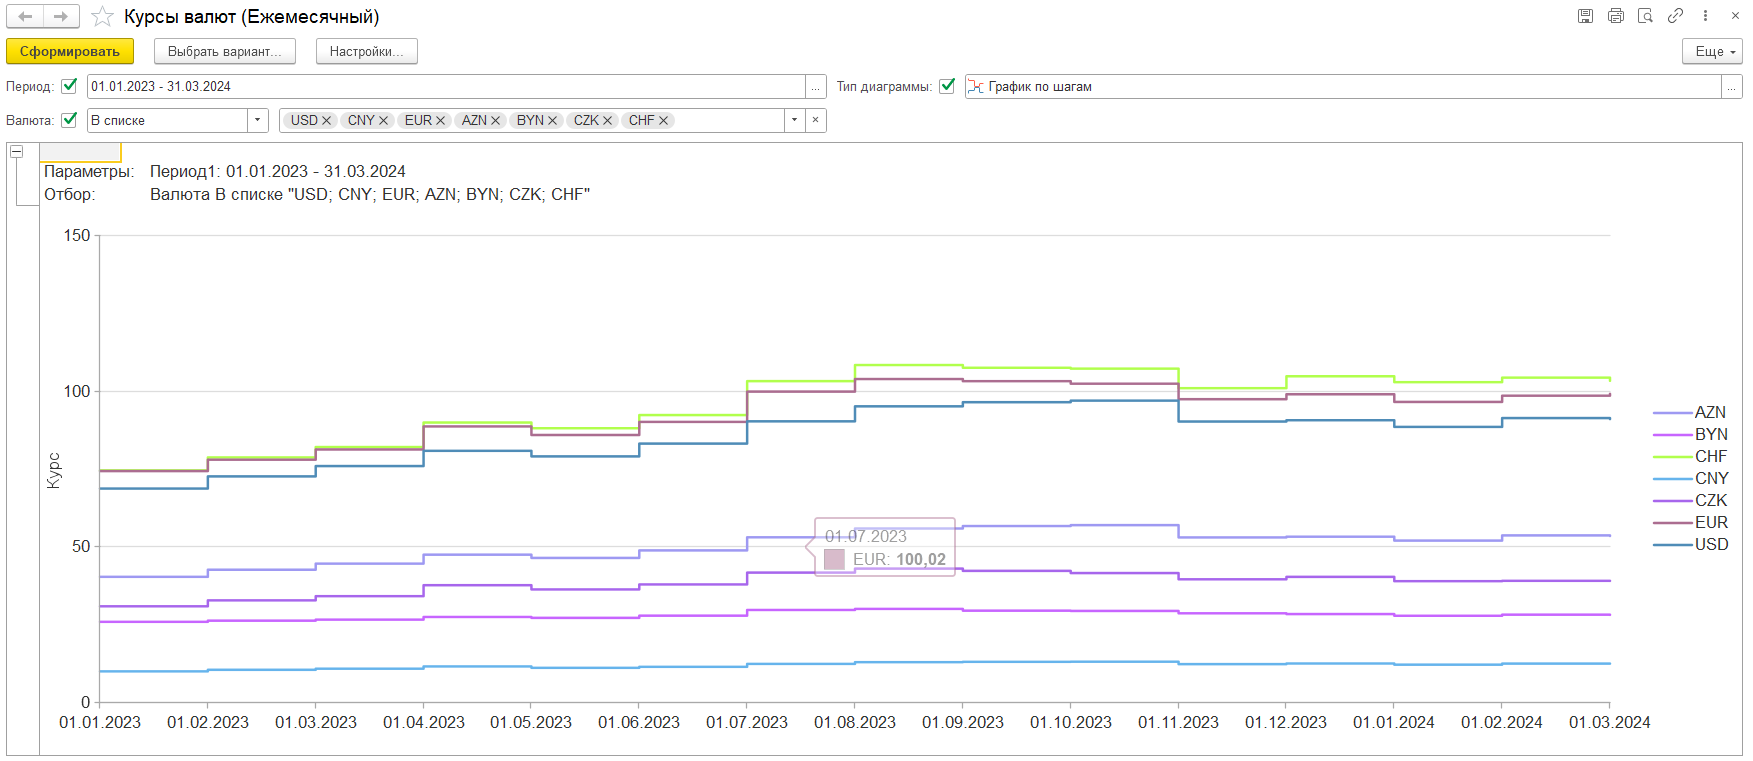 Курсы валют (Ежемесячный)
Сформировать Выбрать вариант... Настройки... Еще
Период: 01.01.2023 - 31.03.2024 ... Тип диаграммы: График по шагам ...
Валюта: В списке USD × CNY × EUR × AZN × BYN × CZK × CHF × ×
Параметры: Период1: 01.01.2023 - 31.03.2024
Отбор: Валюта В списке "USD; CNY; EUR; AZN; BYN; CZK; CHF"
150
100
50
0
Курс
01.07.2023
EUR: 100,02
AZN
BYN
CHF
CNY
CZK
EUR
USD
01.01.2023 01.02.2023 01.03.2023 01.04.2023 01.05.2023 01.06.2023 01.07.2023 01.08.2023 01.09.2023 01.10.2023 01.11.2023 01.12.2023 01.01.2024 01.02.2024 01.03.2024